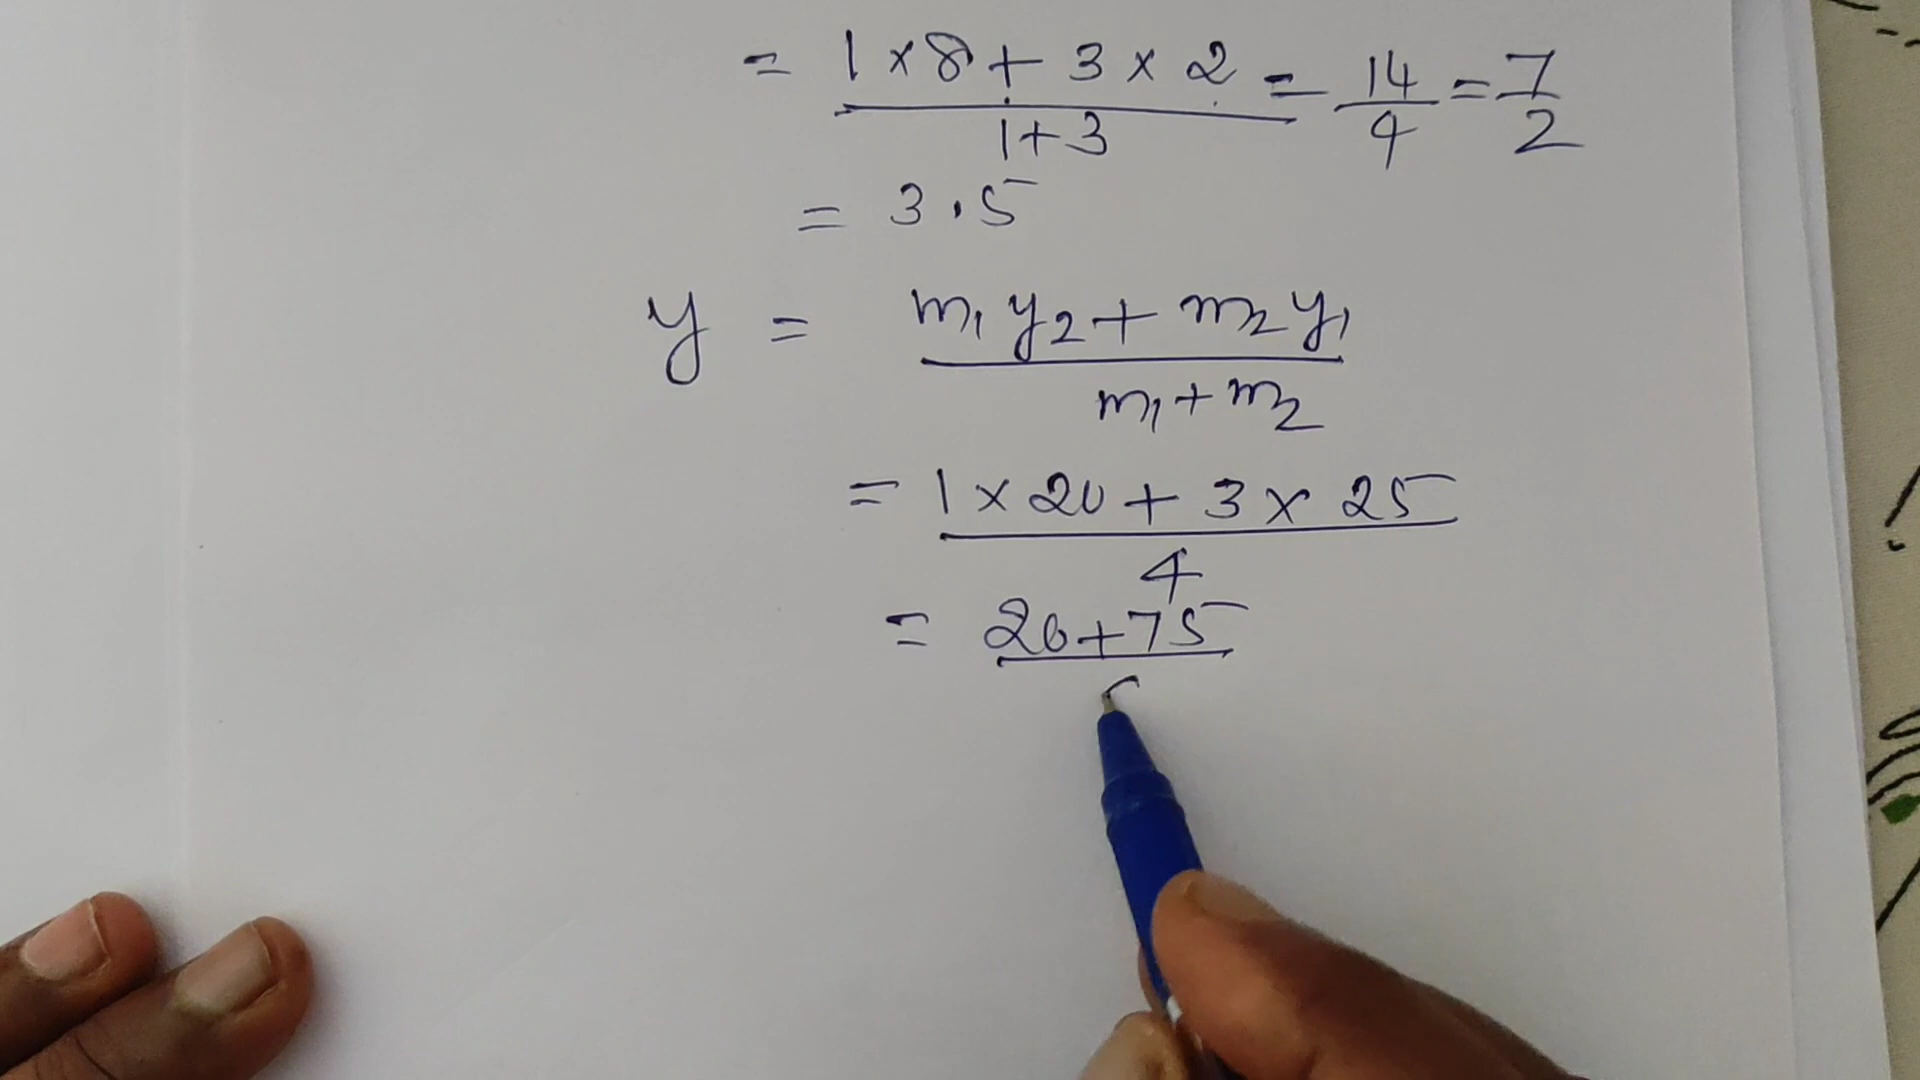 = (1 × 8 + 3 × 2)/(1+3) = 14/4 = 7/2
= 3.5
y = (m₁y₂ + m₂y₁)/(m₁+m₂)
= (1 × 20 + 3 × 25)/4
= 20+75